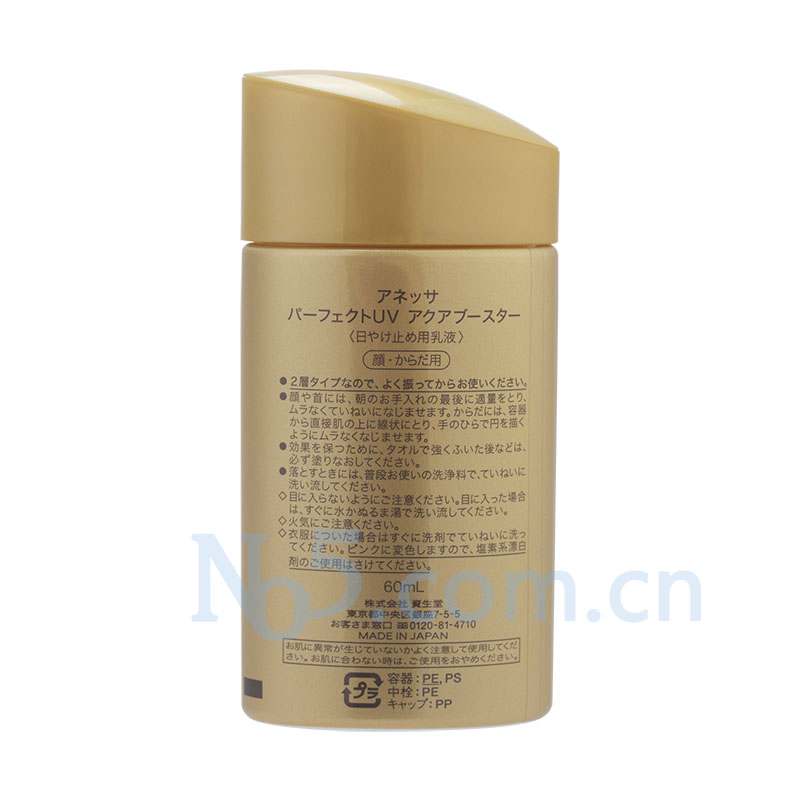 アネッサ
パーフェクトUV アクアブースター
〈日やけ止め用乳液〉
顔・からだ用
●2層タイプなので、よく振ってからお使いください。
●顔や首には、朝のお手入れの最後に適量をとり、
ムラなくていねいになじませます。からだには、容器
から直接肌の上に線状にとり、手のひらで円を描く
ようにムラなくなじませます。
●効果を保つために、タオルで強くふいた後などは、
必ず塗りなおしてください。
●落とすときには、普段お使いの洗浄料で、ていねいに
洗い流してください。
◇目に入らないようにご注意ください。目に入った場合
は、すぐに水かぬるま湯で洗い流してください。
◇火気にご注意ください。
◇衣服についた場合はすぐに洗剤でていねいに洗っ
てください。ピンクに変色しますので、塩素系漂白
剤のご使用はさけてください。
No5.com.cn
60mL
株式会社 資生堂
東京都中央区銀座7-5-5
お客さま窓口 0120-81-4710
MADE IN JAPAN
お肌に異常が生じていないかよく注意して使用してくだ
さい。お肌に合わない時は、ご使用をおやめください。
プラ
容器:PE, PS
中栓:PE
キャップ:PP